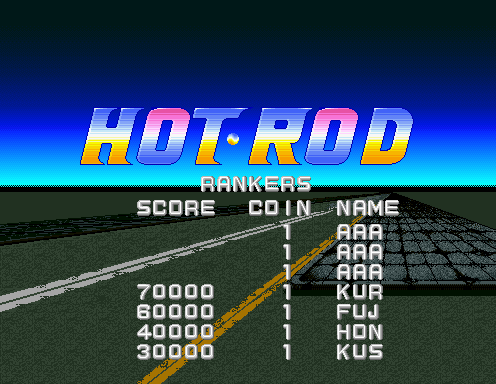 HOT·ROD
RANKERS
SCORE COIN NAME
1 AAA
1 AAA
1 AAA
70000 1 KUR
60000 1 FUJ
40000 1 HON
30000 1 KUS